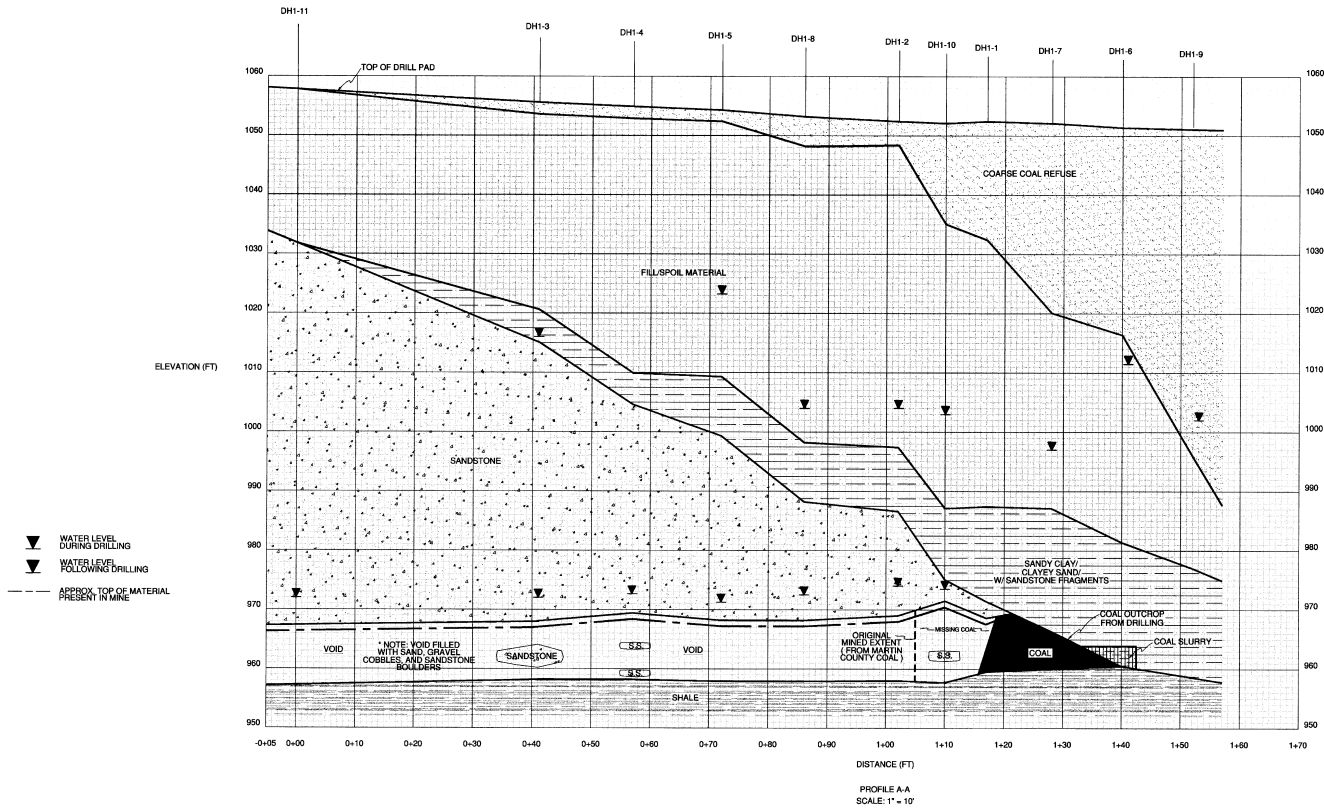 DH1-11
DH1-3
DH1-4
DH1-5
DH1-8
DH1-2
DH1-10
DH1-1
DH1-7
DH1-6
DH1-9
TOP OF DRILL PAD
1060
1050
1040
1030
1020
1010
1000
990
980
970
960
950
1060
1050
1040
1030
1020
1010
1000
990
980
970
960
950
ELEVATION (FT)
COARSE COAL REFUSE
FILL/SPOIL MATERIAL
SANDSTONE
SANDY CLAY/
CLAYEY SAND/
W/ SANDSTONE FRAGMENTS
WATER LEVEL
DURING DRILLING
WATER LEVEL
FOLLOWING DRILLING
APPROX. TOP OF MATERIAL
PRESENT IN MINE
VOID
* NOTE: VOID FILLED
WITH SAND, GRAVEL
COBBLES, AND SANDSTONE
BOULDERS
SANDSTONE
S.S.
S.S.
VOID
ORIGINAL
MINED EXTENT
( FROM MARTIN
COUNTY COAL )
MISSING COAL
S.S.
COAL
COAL OUTCROP
FROM DRILLING
COAL SLURRY
SHALE
-0+05
0+00
0+10
0+20
0+30
0+40
0+50
0+60
0+70
0+80
0+90
1+00
1+10
1+20
1+30
1+40
1+50
1+60
1+70
DISTANCE (FT)
PROFILE A-A
SCALE: 1" = 10'